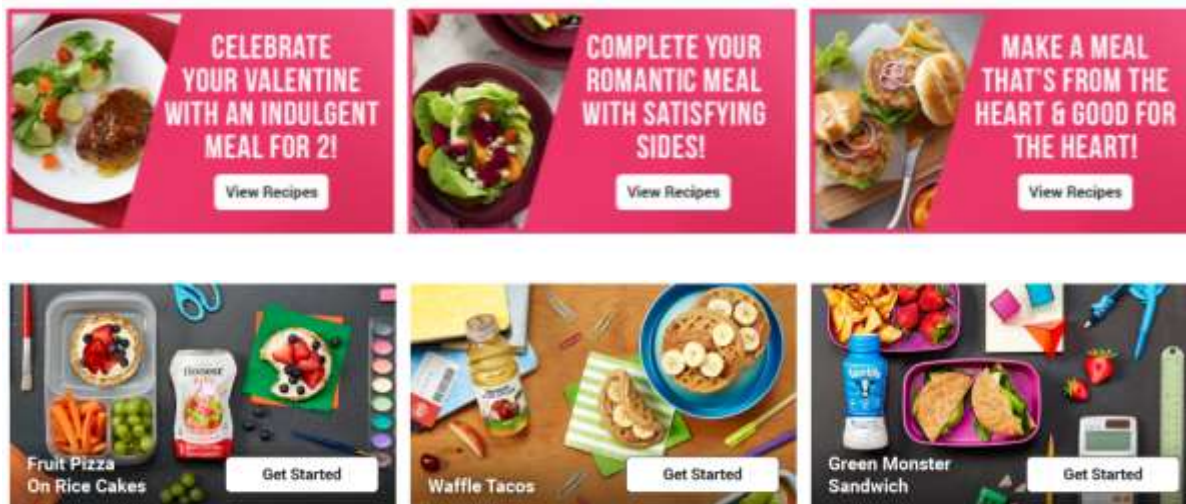 CELEBRATE
YOUR VALENTINE
WITH AN INDULGENT
MEAL FOR 2!
View Recipes
COMPLETE YOUR
ROMANTIC MEAL
WITH SATISFYING
SIDES!
View Recipes
MAKE A MEAL
THAT'S FROM THE
HEART & GOOD FOR
THE HEART!
View Recipes
HONEST
Fruit Pizza
On Rice Cakes
Get Started
Waffle Tacos
Get Started
Green Monster
Sandwich
Get Started